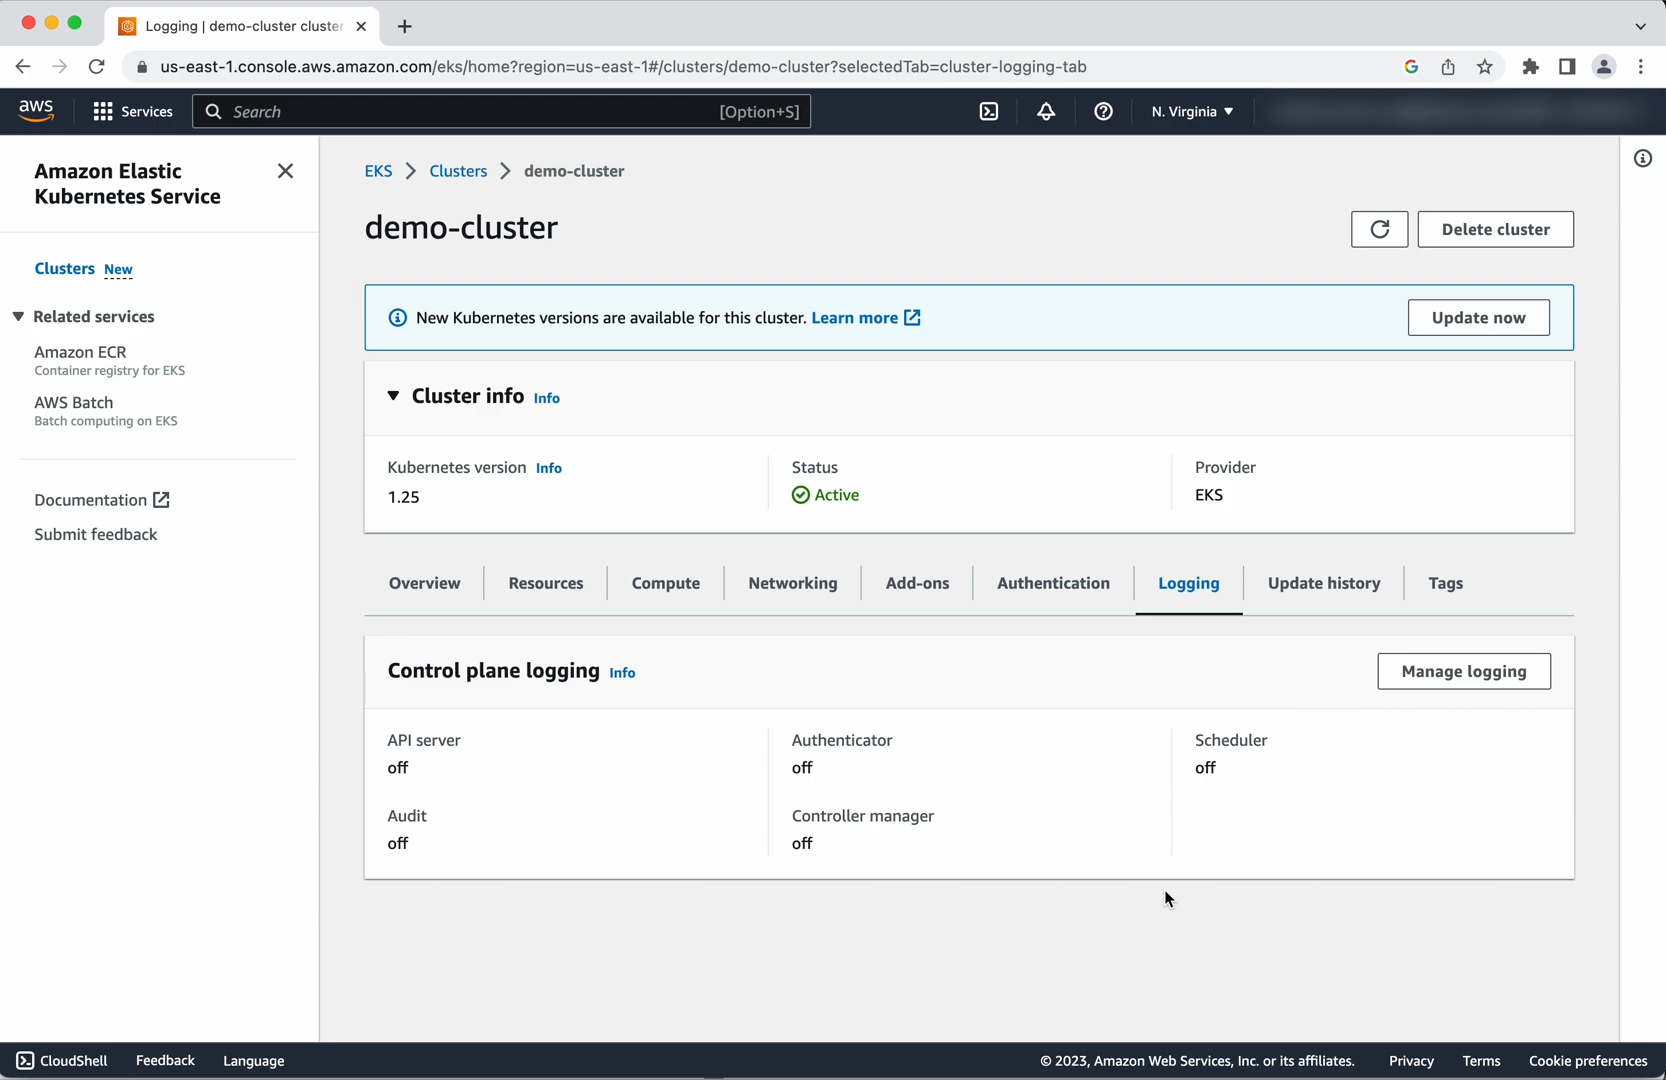 Logging | demo-cluster cluster
us-east-1.console.aws.amazon.com/eks/home?region=us-east-1#/clusters/demo-cluster?selectedTab=cluster-logging-tab
aws
Services
Search
[Option+S]
N. Virginia
Amazon Elastic
Kubernetes Service
Clusters New
Related services
Amazon ECR
Container registry for EKS
AWS Batch
Batch computing on EKS
Documentation
Submit feedback
EKS
Clusters
demo-cluster
demo-cluster
Delete cluster
New Kubernetes versions are available for this cluster. Learn more
Update now
Cluster info Info
Kubernetes version Info
1.25
Status
Active
Provider
EKS
Overview
Resources
Compute
Networking
Add-ons
Authentication
Logging
Update history
Tags
Control plane logging Info
Manage logging
API server
off
Audit
off
Authenticator
off
Controller manager
off
Scheduler
off
CloudShell
Feedback
Language
© 2023, Amazon Web Services, Inc. or its affiliates.
Privacy
Terms
Cookie preferences